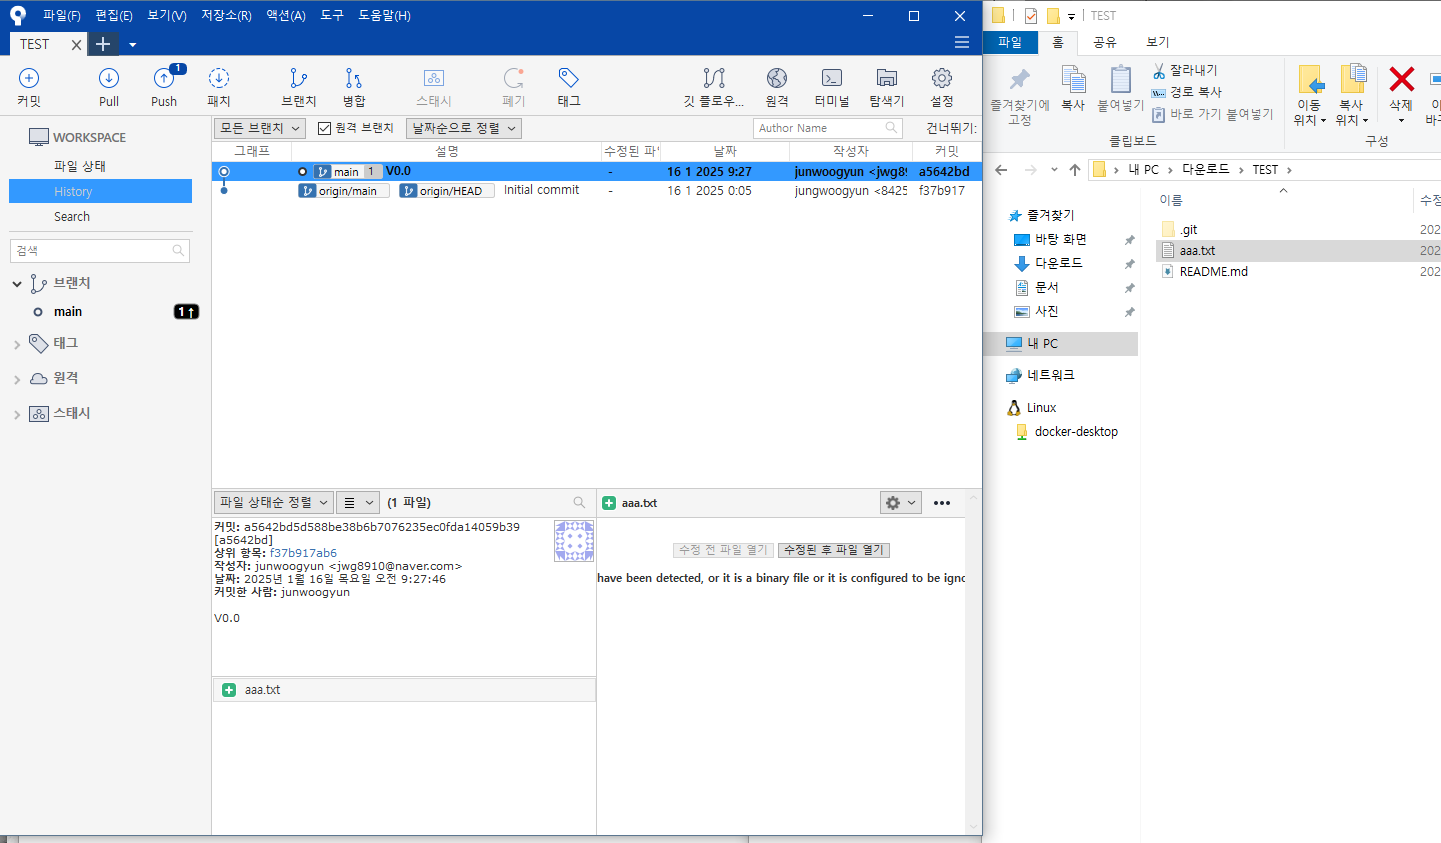 파일(F) 편집(E) 보기(V) 저장소(R) 액션(A) 도구 도움말(H)
TEST
커밋 Pull Push 1 패치 브랜치 병합 스태시 폐기 태그 깃 플로우... 원격 터미널 탐색기 설정
WORKSPACE
파일 상태
History
Search
검색
브랜치
main 1↑
태그
원격
스태시
모든 브랜치 원격 브랜치 날짜순으로 정렬 Author Name 건너뛰기:
그래프 설명 수정된 파 날짜 작성자 커밋
main 1 V0.0 - 16 1 2025 9:27 junwoogyun <jwg89 a5642bd
origin/main origin/HEAD Initial commit - 16 1 2025 0:05 jungwoogyun <8425 f37b917
파일 상태순 정렬 (1 파일)
커밋: a5642bd5d588be38b6b7076235ec0fda14059b39
[a5642bd]
상위 항목: f37b917ab6
작성자: junwoogyun <jwg8910@naver.com>
날짜: 2025년 1월 16일 목요일 오전 9:27:46
커밋한 사람: junwoogyun
V0.0
aaa.txt
aaa.txt
수정 전 파일 열기 수정된 후 파일 열기
have been detected, or it is a binary file or it is configured to be igno
TEST
파일 홈 공유 보기
즐겨찾기에 고정
복사
붙여넣기
잘라내기
경로 복사
바로 가기 붙여넣기
클립보드
이동 위치
복사 위치
삭제
구성
내 PC > 다운로드 > TEST >
즐겨찾기
바탕 화면
다운로드
문서
사진
내 PC
네트워크
Linux
docker-desktop
이름 수정
.git 202
aaa.txt 202
README.md 202